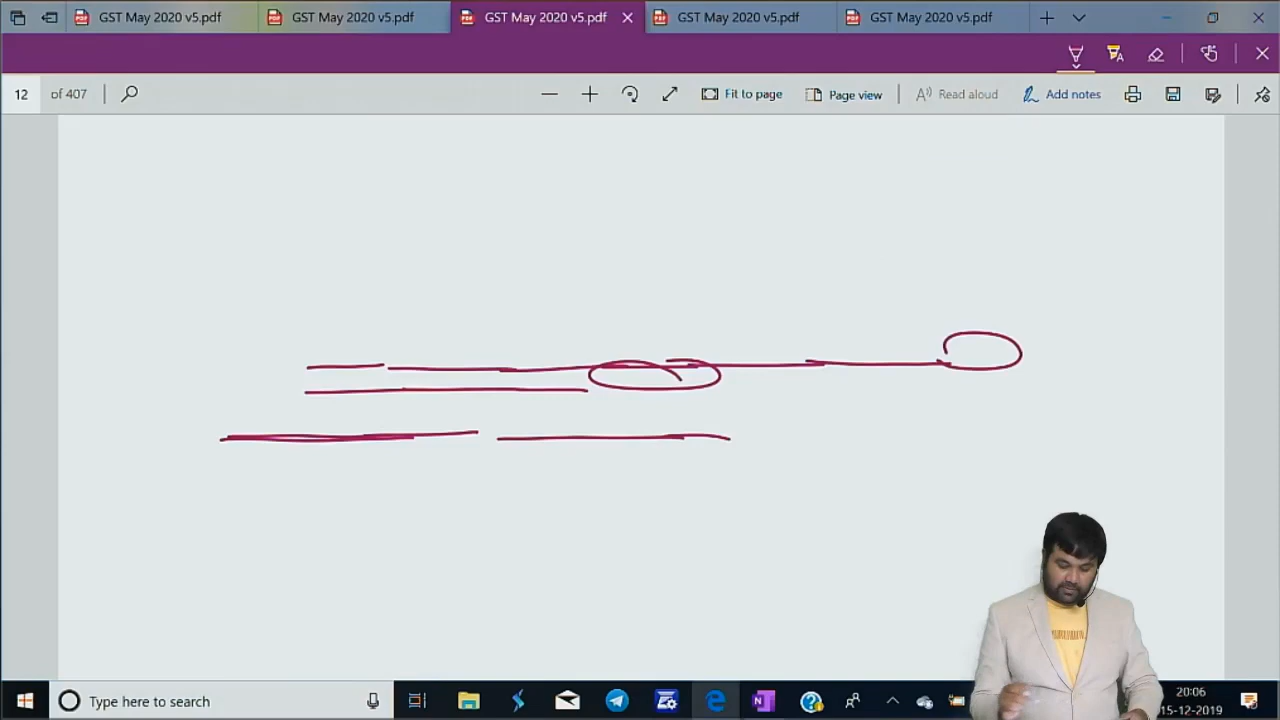 GST May 2020 v5.pdf
GST May 2020 v5.pdf
GST May 2020 v5.pdf
GST May 2020 v5.pdf
GST May 2020 v5.pdf
12 of 407
Fit to page
Page view
Read aloud
Add notes
Type here to search
20:06
15-12-2019